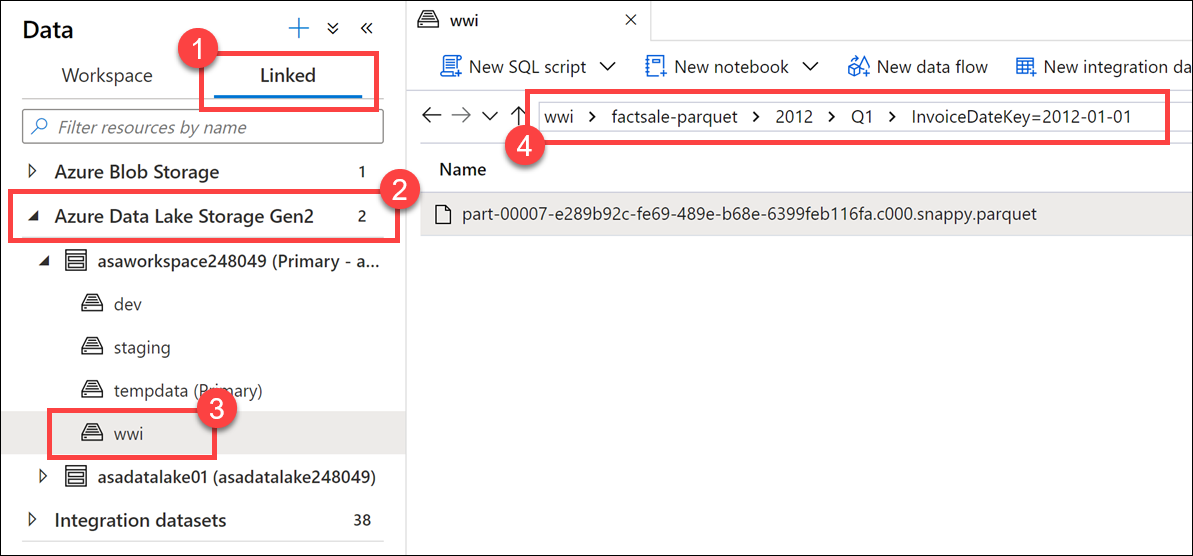 Data
1
Workspace
Linked
Filter resources by name
Azure Blob Storage 1
2
Azure Data Lake Storage Gen2 2
asaworkspace248049 (Primary - a...
dev
staging
tempdata (Primary)
3
wwi
asadatalake01 (asadatalake248049)
Integration datasets 38
wwi
New SQL script
New notebook
New data flow
New integration da
wwi > factsale-parquet > 2012 > Q1 > InvoiceDateKey=2012-01-01
4
Name
part-00007-e289b92c-fe69-489e-b68e-6399feb116fa.c000.snappy.parquet